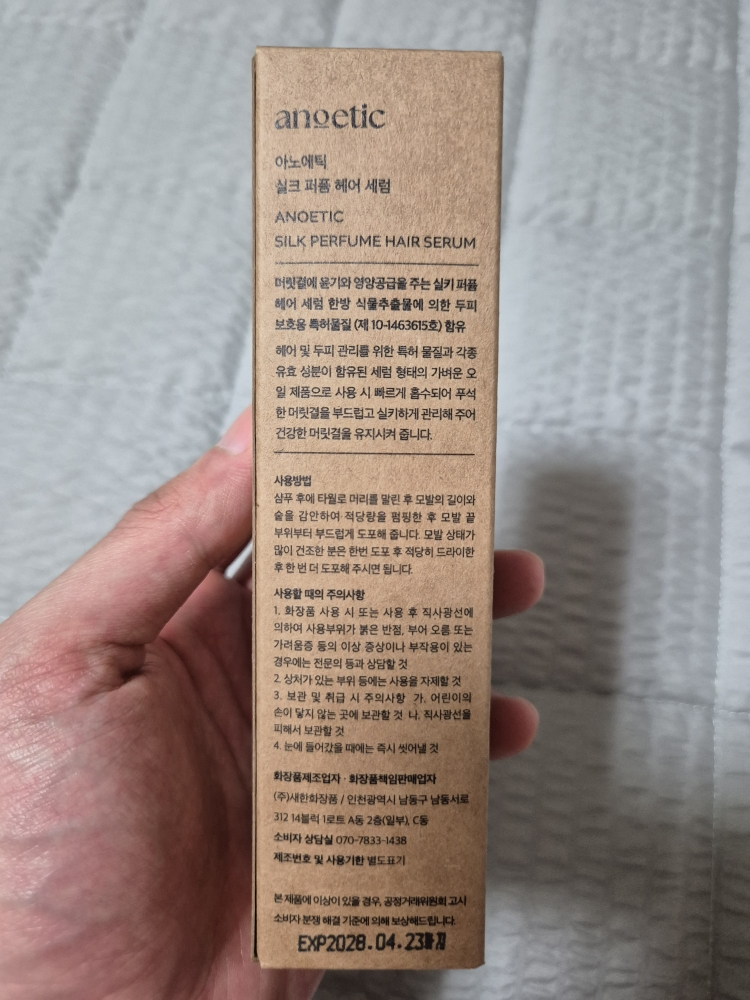 anoetic
아노에틱
실크 퍼퓸 헤어 세럼
ANOETIC
SILK PERFUME HAIR SERUM
머릿결에 윤기와 영양공급을 주는 실키 퍼퓸
헤어 세럼 한방 식물추출물에 의한 두피
보호용 특허물질 (제 10-1463615호) 함유
헤어 및 두피 관리를 위한 특허 물질과 각종
유효 성분이 함유된 세럼 형태의 가벼운 오
일 제품으로 사용 시 빠르게 흡수되어 푸석
한 머릿결을 부드럽고 실키하게 관리해 주어
건강한 머릿결을 유지시켜 줍니다.
사용방법
샴푸 후에 타월로 머리를 말린 후 모발의 길이와
숱을 감안하여 적당량을 펌핑한 후 모발 끝
부위부터 부드럽게 도포해 줍니다. 모발 상태가
많이 건조한 분은 한번 도포 후 적당히 드라이한
후 한 번 더 도포해 주시면 됩니다.
사용할 때의 주의사항
1. 화장품 사용 시 또는 사용 후 직사광선에
의하여 사용부위가 붉은 반점, 부어 오름 또는
가려움증 등의 이상 증상이나 부작용이 있는
경우에는 전문의 등과 상담할 것
2. 상처가 있는 부위 등에는 사용을 자제할 것
3. 보관 및 취급 시 주의사항 가. 어린이의
손이 닿지 않는 곳에 보관할 것 나. 직사광선을
피해서 보관할 것
4. 눈에 들어갔을 때에는 즉시 씻어낼 것
화장품제조업자 · 화장품책임판매업자
(주)새한화장품 / 인천광역시 남동구 남동서로
312 14블럭 1로트 A동 2층(일부), C동
소비자 상담실 070-7833-1438
제조번호 및 사용기한 별도표기
본 제품에 이상이 있을 경우, 공정거래위원회 고시
소비자 분쟁 해결 기준에 의해 보상해드립니다.
EXP2028.04.23까지